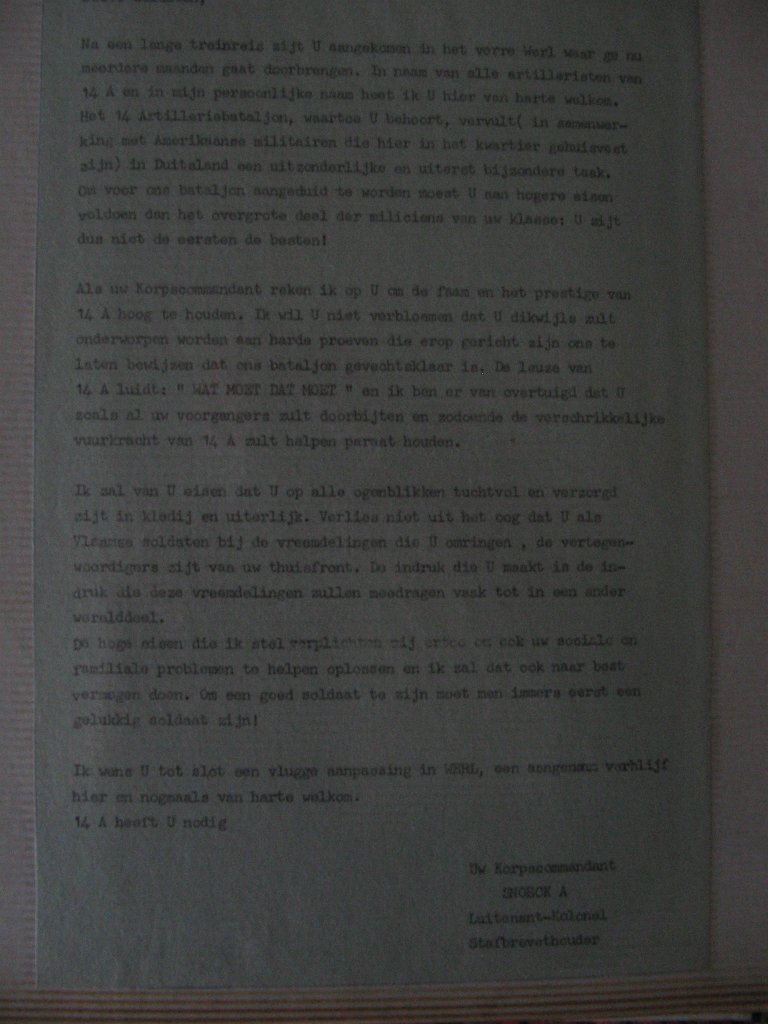 Na een lange treinreis zijt U aangekomen in het verre Werl waar ge nu
meerdere maanden gaat doorbrengen. In naam van alle artilleristen van
14 A en in mijn persoonlijke naam heet ik U hier van harte welkom.
Het 14 Artilleriebataljon, waartoe U behoort, vervult( in samenwer-
king met Amerikaanse militairen die hier in het kwartier gehuisvest
zijn) in Duitsland een uitzonderlijke en uiterst bijzondere taak.
Om voor ons bataljon aangeduid te worden moest U aan hogere eisen
voldoen dan het overgrote deel der miliciens van uw klasse: U zijt
dus niet de eersten de besten!
Als uw Korpscommandant reken ik op U om de faam en het prestige van
14 A hoog te houden. Ik wil U niet verbloemen dat U dikwijls zult
onderworpen worden aan harde proeven die erop gericht zijn ons te
laten bewijzen dat ons bataljon gevechtsklaar is. De leuze van
14 A luidt: " WAT MOET DAT MOET " en ik ben er van overtuigd dat U
zoals al uw voorgangers zult doorbijten en zodoende de verschrikkelijke
vuurkracht van 14 A zult helpen paraat houden.
Ik zal van U eisen dat U op alle ogenblikken tuchtvol en verzorgd
zijt in kledij en uiterlijk. Verlies niet uit het oog dat U als
Vlaamse soldaten bij de vreemdelingen die U omringen , de vertegen-
woordigers zijt van uw thuisfront. De indruk die U maakt is de in-
druk die deze vreemdelingen zullen meedragen vaak tot in een ander
werelddeel.
De hoge eisen die ik stel verplichten mij ertoe om ook uw sociale en
familiale problemen te helpen oplossen en ik zal dat ook naar best
vermogen doen. Om een goed soldaat te zijn moet men immers eerst een
gelukkig soldaat zijn!
Ik wens U tot slot een vlugge aanpassing in WERL, een aangenaam verblijf
hier en nogmaals van harte welkom.
14 A heeft U nodig
Uw Korpscommandant
SNOECK A
Luitenant-Kolonel
Stafbrevethouder